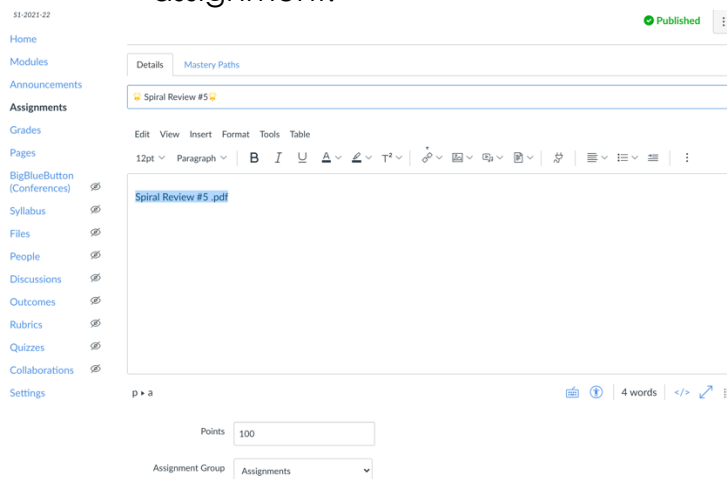 assignment.
S1-2021-22
Published
Home
Modules
Announcements
Assignments
Grades
Pages
BigBlueButton
(Conferences)
Syllabus
Files
People
Discussions
Outcomes
Rubrics
Quizzes
Collaborations
Settings
Details Mastery Paths
Spiral Review #5
Edit View Insert Format Tools Table
12pt Paragraph B I U A T²
Spiral Review #5 .pdf
p ▸ a
4 words </>
Points 100
Assignment Group Assignments